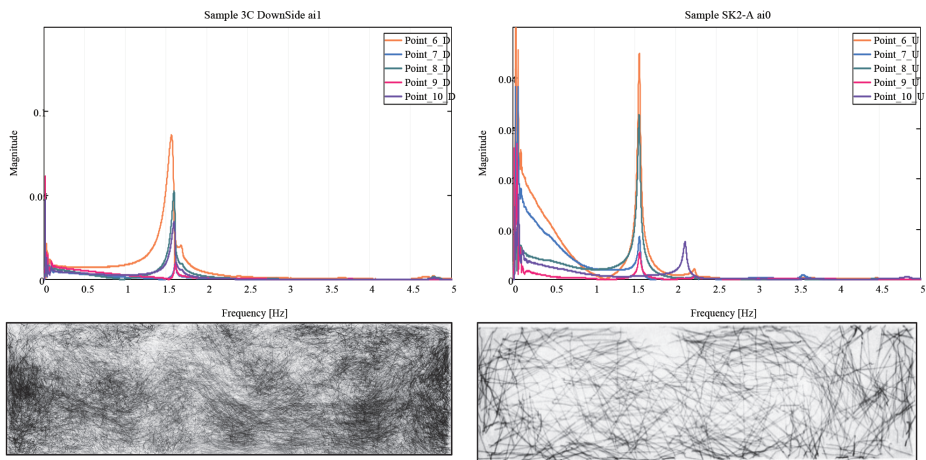 Sample 3C DownSide ai1
Point_6_D
Point_7_D
Point_8_D
Point_9_D
Point_10_D
Magnitude
0.1
0.05
0
0 0.5 1 1.5 2 2.5 3 3.5 4 4.5 5
Frequency [Hz]
Sample SK2-A ai0
Point_6_U
Point_7_U
Point_8_U
Point_9_U
Point_10_U
Magnitude
0
0 0.5 1 1.5 2 2.5 3 3.5 4 4.5 5
Frequency [Hz]